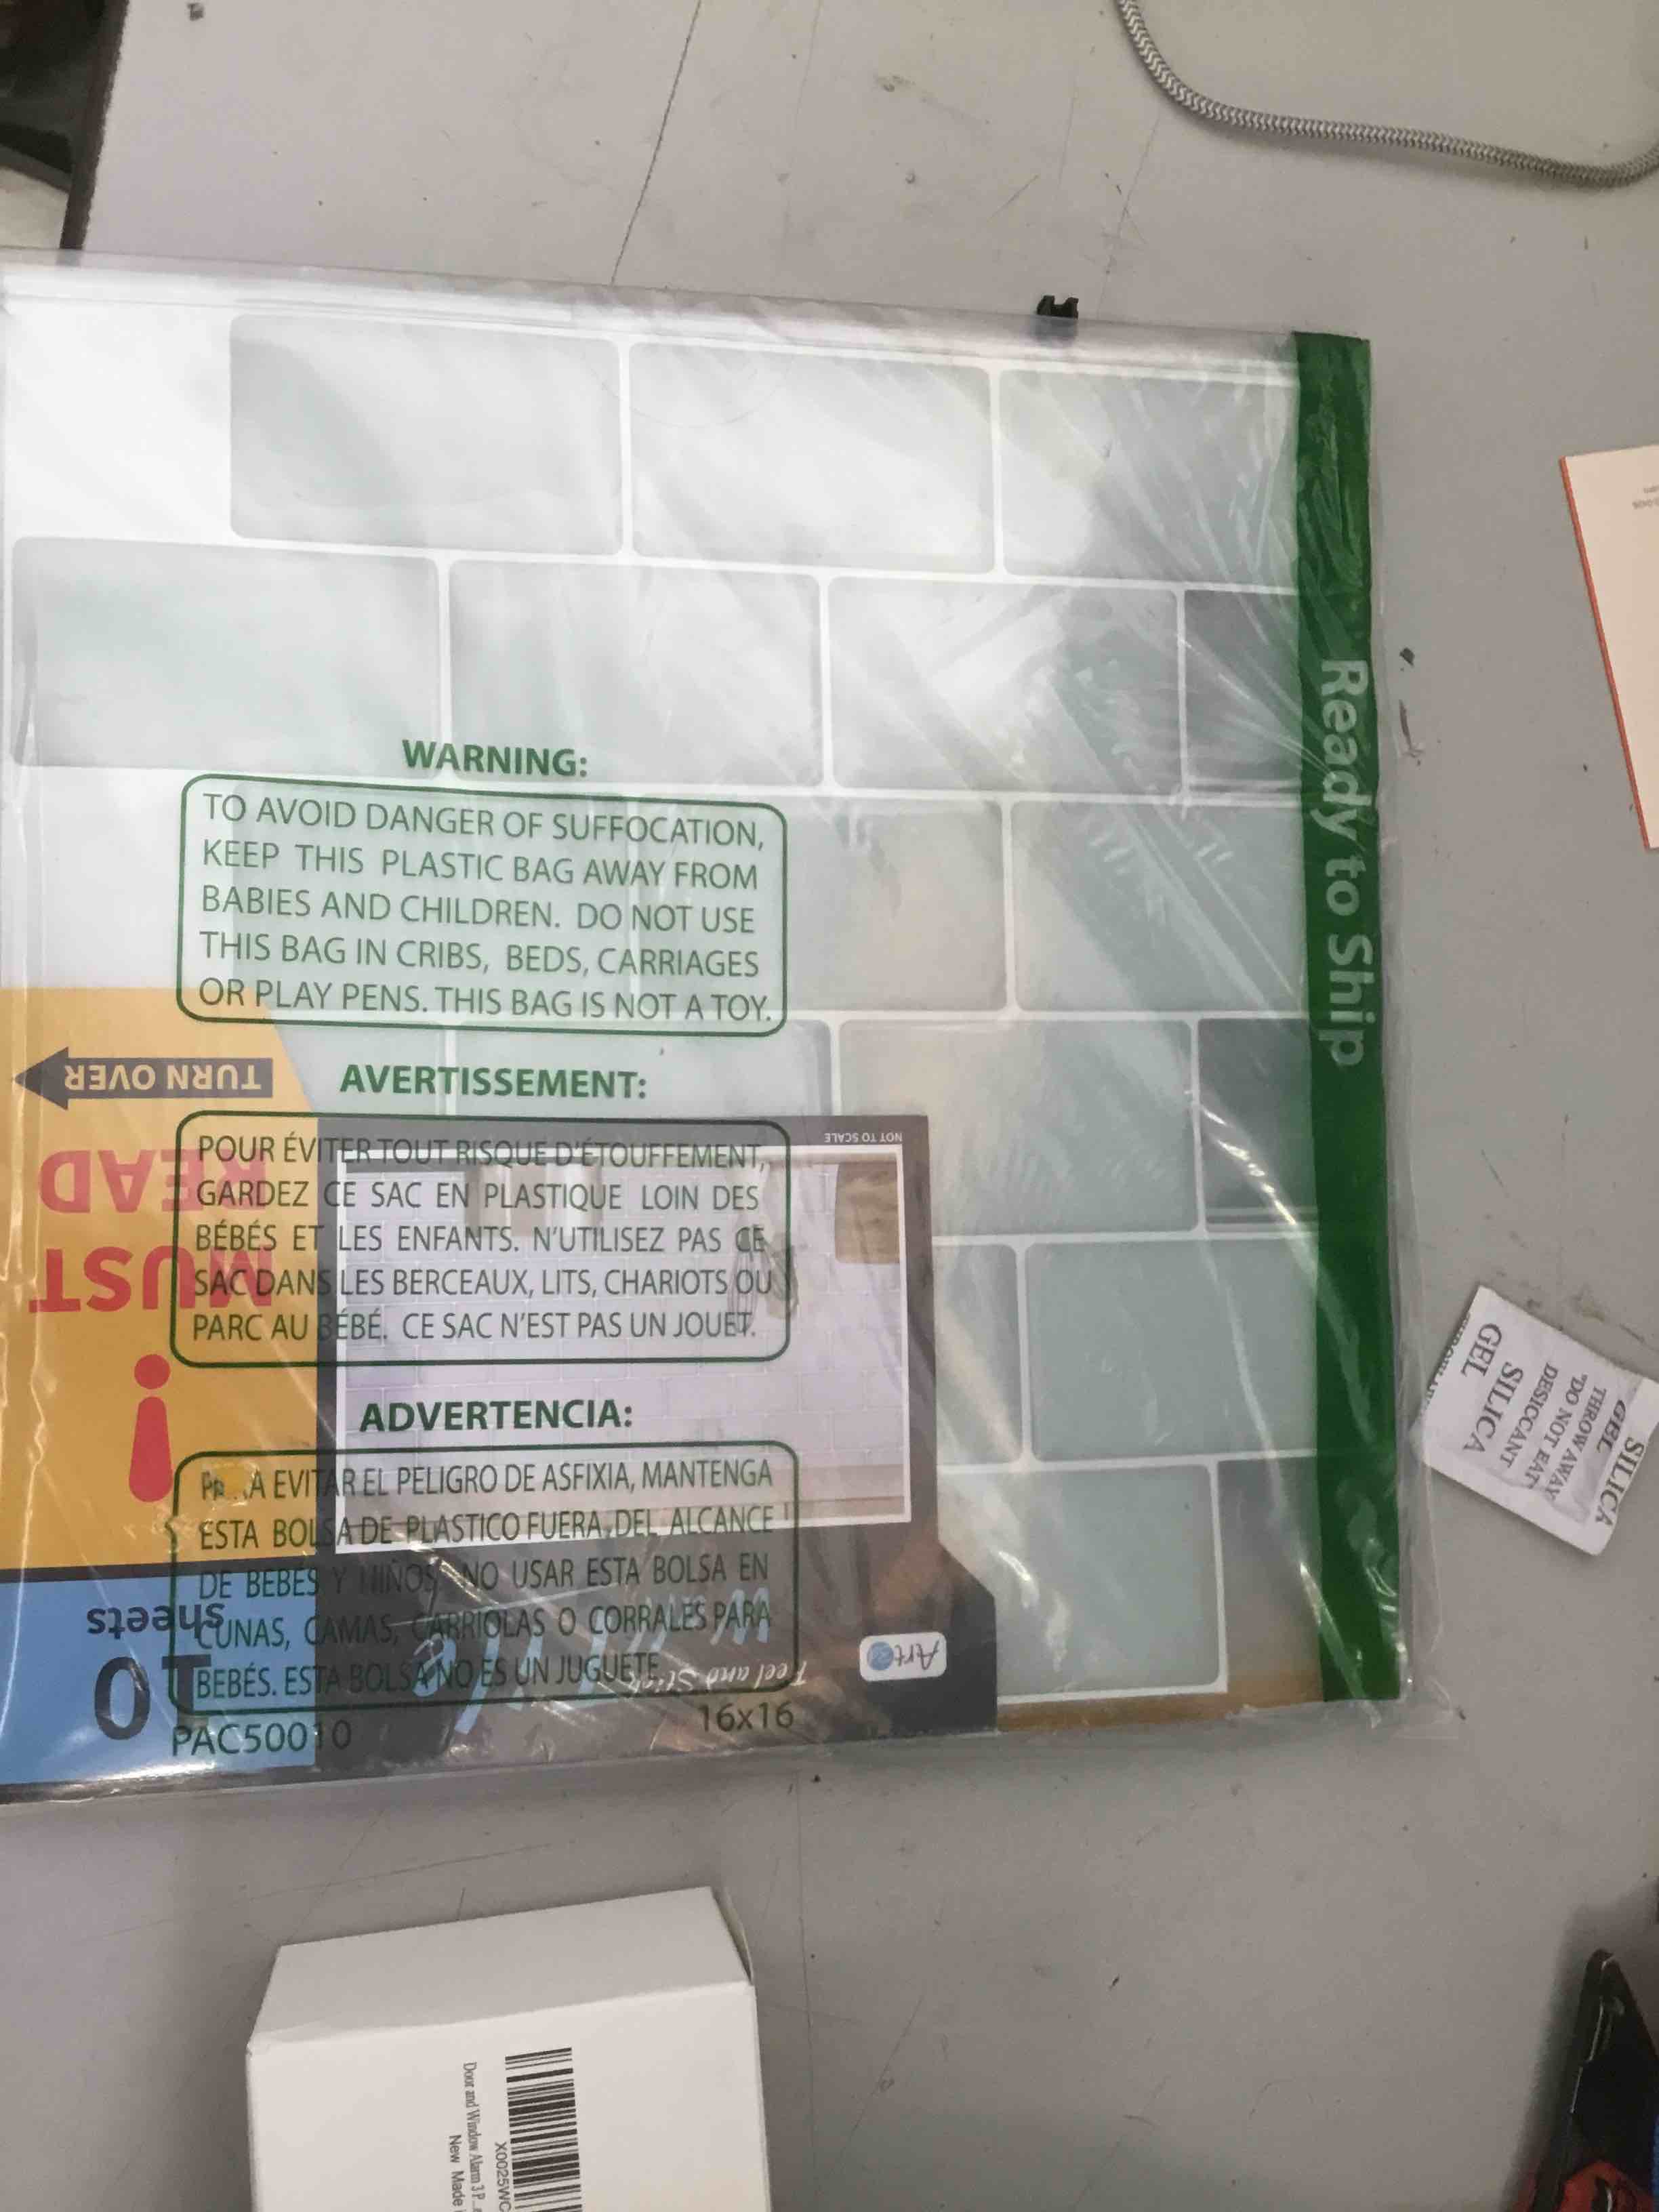 WARNING:
TO AVOID DANGER OF SUFFOCATION,
KEEP THIS PLASTIC BAG AWAY FROM
BABIES AND CHILDREN. DO NOT USE
THIS BAG IN CRIBS, BEDS, CARRIAGES
OR PLAY PENS. THIS BAG IS NOT A TOY.
AVERTISSEMENT:
POUR ÉVITER TOUT RISQUE D'ÉTOUFFEMENT,
GARDEZ CE SAC EN PLASTIQUE LOIN DES
BÉBÉS ET LES ENFANTS. N'UTILISEZ PAS CE
SAC DANS LES BERCEAUX, LITS, CHARIOTS OU
PARC AU BÉBÉ. CE SAC N'EST PAS UN JOUET.
ADVERTENCIA:
EVITAR EL PELIGRO DE ASFIXIA, MANTENGA
ESTA BOLSA DE PLASTICO FUERA DEL ALCANCE
DE BEBÉS Y NIÑOS NO USAR ESTA BOLSA EN
CUNAS, CAMAS, CARRIOLAS O CORRALES PARA
BEBÉS. ESTA BOLSA NO ES UN JUGUETE.
PAC50010
16x16
Ready to Ship
TURN OVER
MUST
READ
!
10
sheets
NOT TO SCALE
Art
SILICA
GEL
DESICCANT
"DO NOT EAT"
THROW AWAY
SILICA
GEL
Door and Window Alarm 3 P
New Made
X0025WC